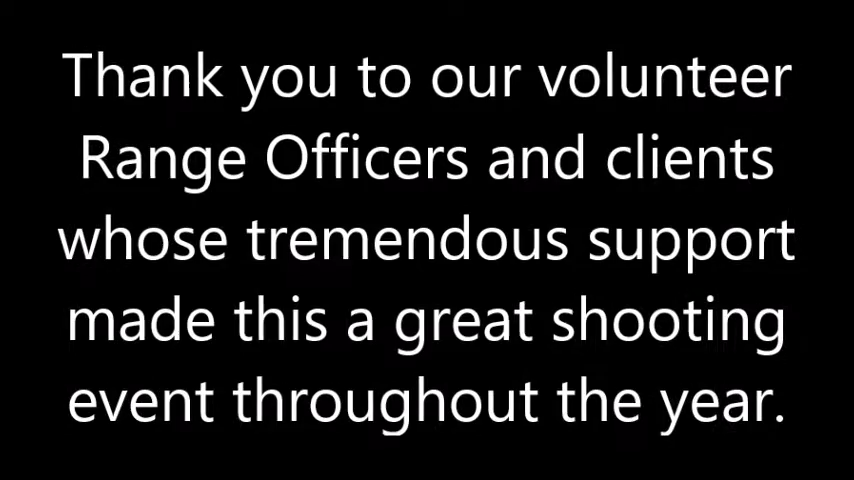 Thank you to our volunteer
Range Officers and clients
whose tremendous support
made this a great shooting
event throughout the year.